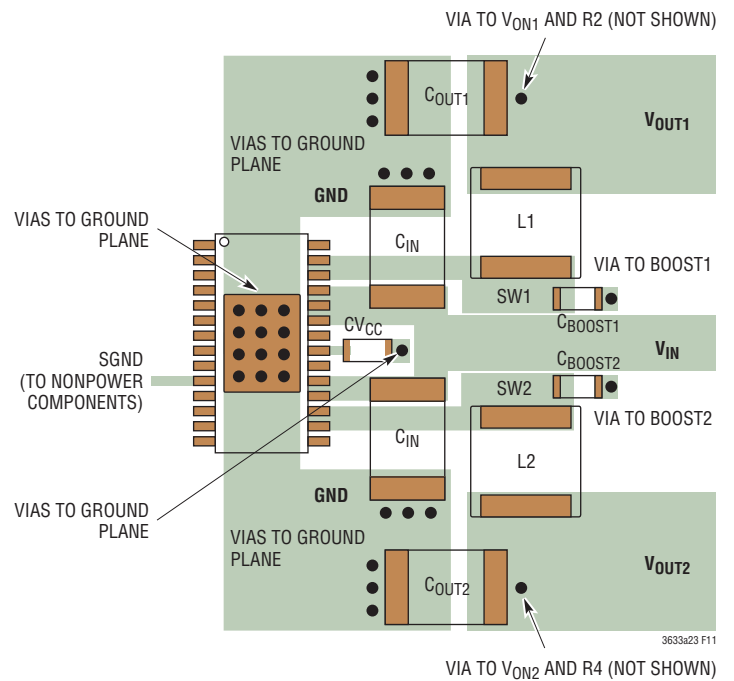 VIA TO VON1 AND R2 (NOT SHOWN)
COUT1
VOUT1
VIAS TO GROUND
PLANE
GND
VIAS TO GROUND
PLANE
L1
CIN
VIA TO BOOST1
SW1
CBOOST1
CVCC
VIN
SGND
(TO NONPOWER
COMPONENTS)
CBOOST2
SW2
VIA TO BOOST2
CIN
L2
GND
VIAS TO GROUND
PLANE
VIAS TO GROUND
PLANE
COUT2
VOUT2
3633a23 F11
VIA TO VON2 AND R4 (NOT SHOWN)